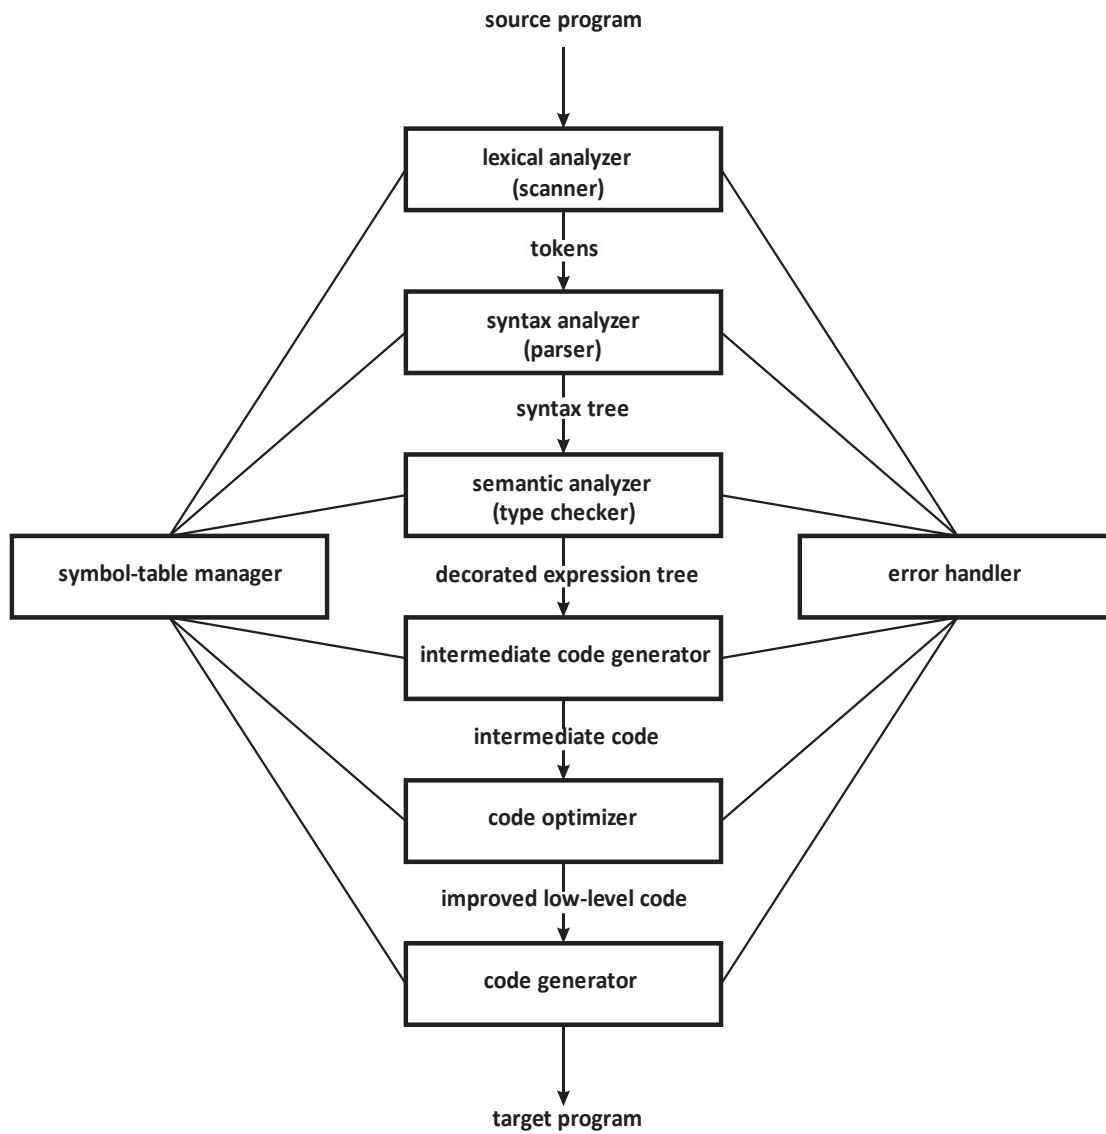 source program
lexical analyzer
(scanner)
tokens
syntax analyzer
(parser)
syntax tree
semantic analyzer
(type checker)
symbol-table manager
decorated expression tree
error handler
intermediate code generator
intermediate code
code optimizer
improved low-level code
code generator
target program